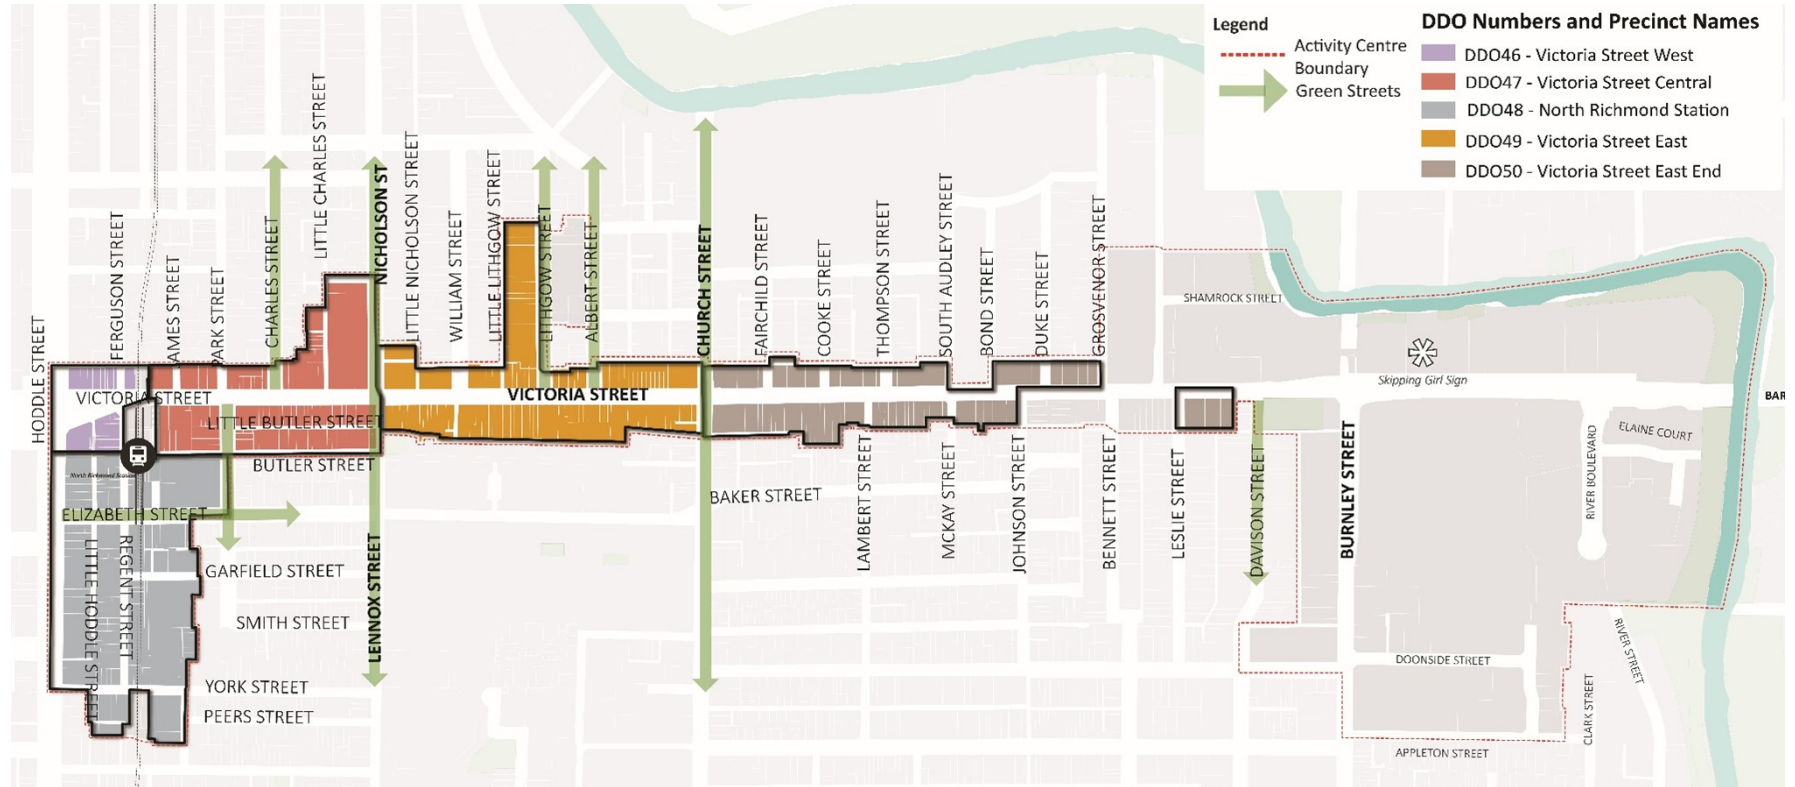 Legend
Activity Centre
Boundary
Green Streets
DDO Numbers and Precinct Names
DDO46 - Victoria Street West
DDO47 - Victoria Street Central
DDO48 - North Richmond Station
DDO49 - Victoria Street East
DDO50 - Victoria Street East End
HODDLE STREET
FERGUSON STREET
JAMES STREET
PARK STREET
CHARLES STREET
LITTLE CHARLES STREET
NICHOLSON ST
LITTLE NICHOLSON STREET
WILLIAM STREET
LITTLE LITHGOW STREET
LITHGOW STREET
ALBERT STREET
CHURCH STREET
FAIRCHILD STREET
COOKE STREET
THOMPSON STREET
SOUTH AUDLEY STREET
BOND STREET
DUKE STREET
GROSVENOR STREET
SHAMROCK STREET
Skipping Girl Sign
VICTORIA STREET
VICTORIA STREET
BAR
LITTLE BUTLER STREET
BUTLER STREET
North Richmond Station
ELIZABETH STREET
BAKER STREET
LITTLE HODDLE STREET
REGENT STREET
GARFIELD STREET
SMITH STREET
YORK STREET
PEERS STREET
LENNOX STREET
LAMBERT STREET
MCKAY STREET
JOHNSON STREET
BENNETT STREET
LESLIE STREET
DAVISON STREET
BURNLEY STREET
RIVER BOULEVARD
ELAINE COURT
DOONSIDE STREET
CLARK STREET
RIVER STREET
APPLETON STREET